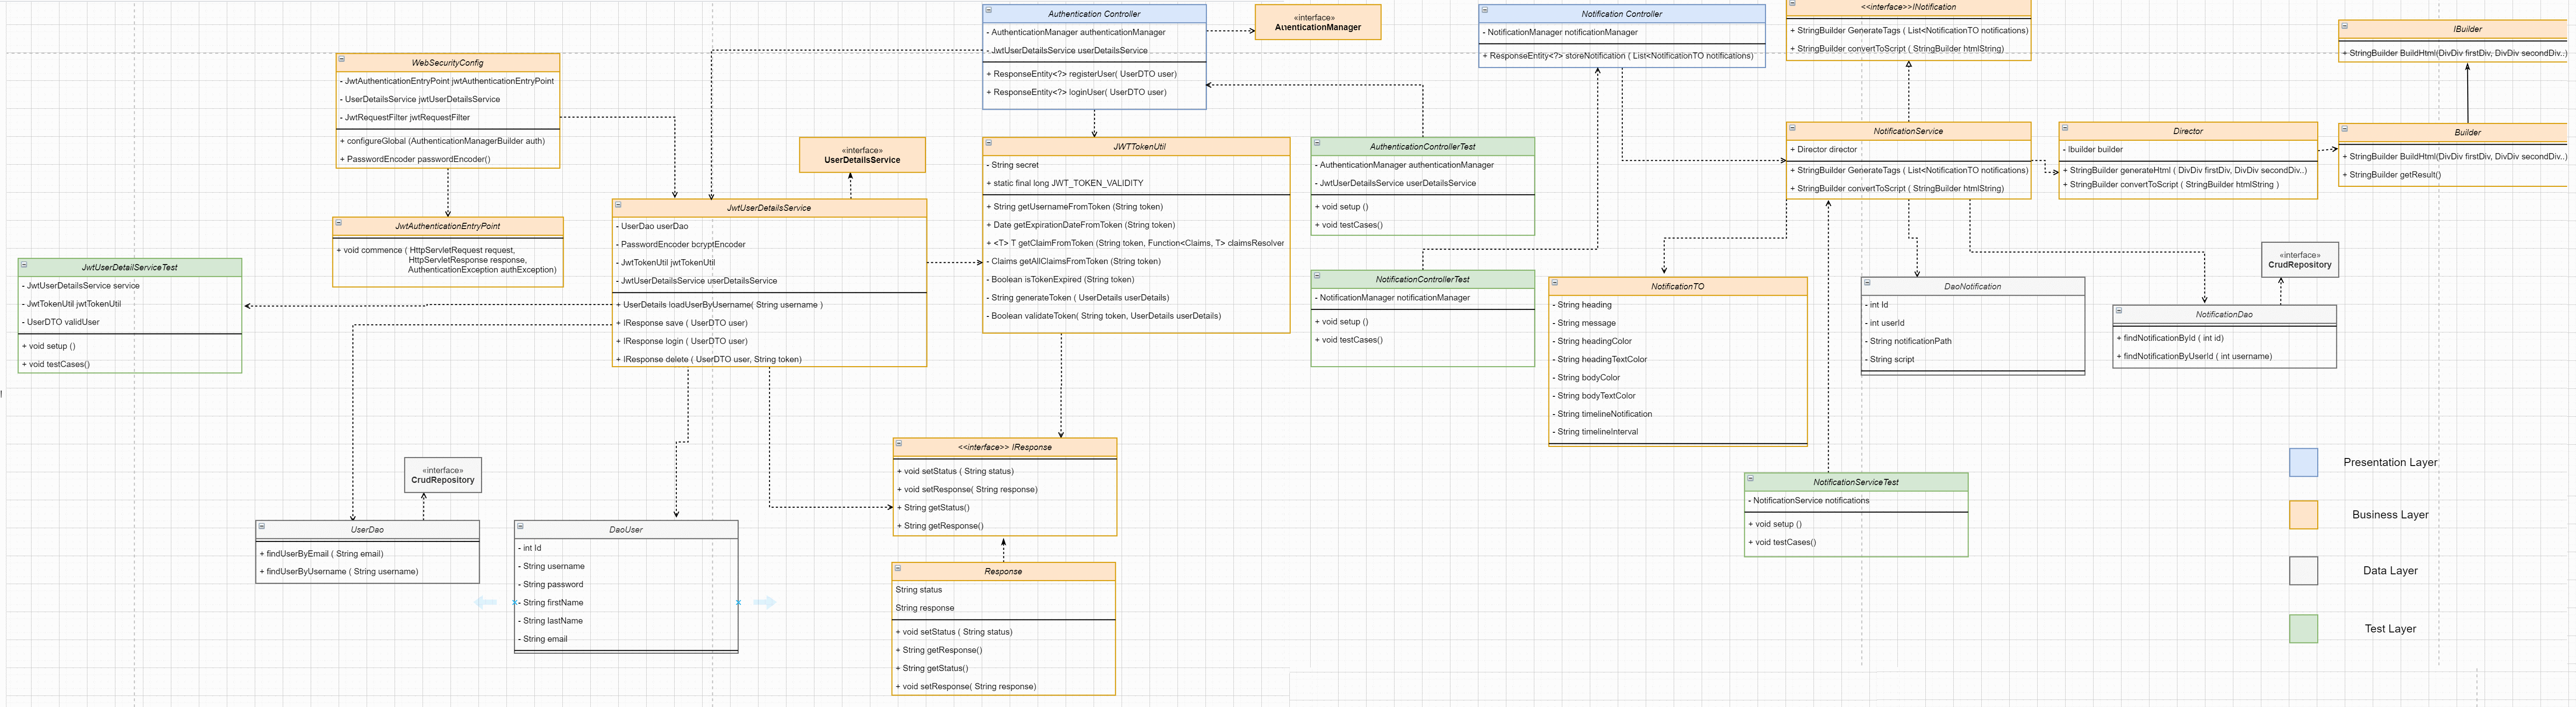 Authentication Controller
- AuthenticationManager authenticationManager
- JwtUserDetailsService userDetailsService
+ ResponseEntity<?> registerUser( UserDTO user)
+ ResponseEntity<?> loginUser( UserDTO user)
«interface»
AuthenticationManager
Notification Controller
- NotificationManager notificationManager
+ ResponseEntity<?> storeNotification ( List<NotificationTO notifications)
<<interface>>INotification
+ StringBuilder GenerateTags ( List<NotificationTO notifications)
+ StringBuilder convertToScript ( StringBuilder htmlString)
IBuilder
+ StringBuilder BuildHtml(DivDiv firstDiv, DivDiv secondDiv..)
WebSecurityConfig
- JwtAuthenticationEntryPoint jwtAuthenticationEntryPoint
- UserDetailsService jwtUserDetailsService
- JwtRequestFilter jwtRequestFilter
+ configureGlobal (AuthenticationManagerBuilder auth)
+ PasswordEncoder passwordEncoder()
«interface»
UserDetailsService
JWTTokenUtil
- String secret
+ static final long JWT_TOKEN_VALIDITY
+ String getUsernameFromToken (String token)
+ Date getExpirationDateFromToken (String token)
+ <T> T getClaimFromToken (String token, Function<Claims, T> claimsResolver
- Claims getAllClaimsFromToken (String token)
- Boolean isTokenExpired (String token)
- String generateToken ( UserDetails userDetails)
- Boolean validateToken( String token, UserDetails userDetails)
AuthenticationControllerTest
- AuthenticationManager authenticationManager
- JwtUserDetailsService userDetailsService
+ void setup ()
+ void testCases()
NotificationService
+ Director director
+ StringBuilder GenerateTags ( List<NotificationTO notifications)
+ StringBuilder convertToScript ( StringBuilder htmlString)
Director
- Ibuilder builder
+ StringBuilder generateHtml ( DivDiv firstDiv, DivDiv secondDiv..)
+ StringBuilder convertToScript ( StringBuilder htmlString )
Builder
+ StringBuilder BuildHtml(DivDiv firstDiv, DivDiv secondDiv..)
+ StringBuilder getResult()
JwtAuthenticationEntryPoint
+ void commence ( HttpServletRequest request,
HttpServletResponse response,
AuthenticationException authException)
JwtUserDetailsService
- UserDao userDao
- PasswordEncoder bcryptEncoder
- JwtTokenUtil jwtTokenUtil
- JwtUserDetailsService userDetailsService
+ UserDetails loadUserByUsername( String username )
+ IResponse save ( UserDTO user)
+ IResponse login ( UserDTO user)
+ IResponse delete ( UserDTO user, String token)
JwtUserDetailServiceTest
- JwtUserDetailsService service
- JwtTokenUtil jwtTokenUtil
- UserDTO validUser
+ void setup ()
+ void testCases()
NotificationControllerTest
- NotificationManager notificationManager
+ void setup ()
+ void testCases()
NotificationTO
- String heading
- String message
- String headingColor
- String headingTextColor
- String bodyColor
- String bodyTextColor
- String timelineNotification
- String timelineInterval
DaoNotification
- int Id
- int userId
- String notificationPath
- String script
«interface»
CrudRepository
NotificationDao
+ findNotificationById ( int id)
+ findNotificationByUserId ( int username)
!
<<interface>> IResponse
+ void setStatus ( String status)
+ void setResponse( String response)
+ String getStatus()
+ String getResponse()
«interface»
CrudRepository
UserDao
+ findUserByEmail ( String email)
+ findUserByUsername ( String username)
DaoUser
- int Id
- String username
- String password
- String firstName
- String lastName
- String email
Response
String status
String response
+ void setStatus ( String status)
+ String getResponse()
+ String getStatus()
+ void setResponse( String response)
NotificationServiceTest
- NotificationService notifications
+ void setup ()
+ void testCases()
Presentation Layer
Business Layer
Data Layer
Test Layer